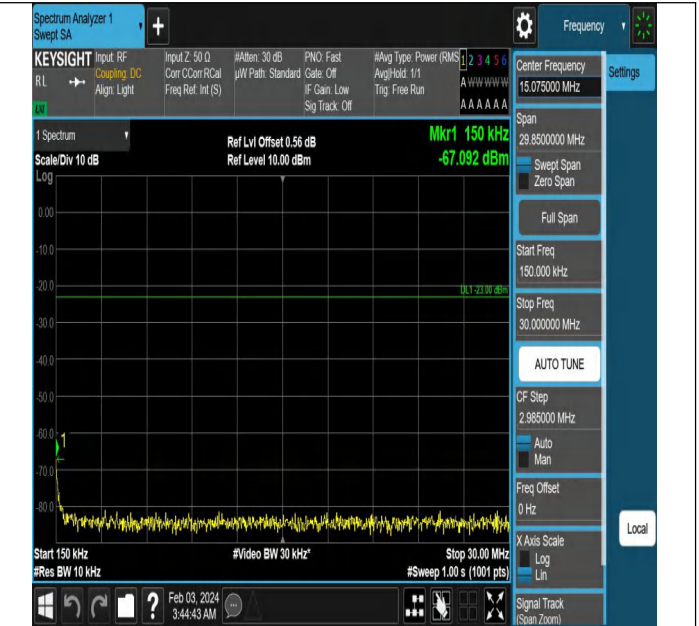 Spectrum Analyzer 1
Swept SA
+
Frequency
KEYSIGHT
RL
LXI
Input: RF
Coupling: DC
Align: Light
Input Z: 50 Ω
Corr CCorr RCal
Freq Ref: Int (S)
#Atten: 30 dB
µW Path: Standard
PNO: Fast
Gate: Off
IF Gain: Low
Sig Track: Off
#Avg Type: Power (RMS
Avg|Hold: 1/1
Trig: Free Run
1 2 3 4 5 6
A W W W W W
A A A A A A
1 Spectrum
Scale/Div 10 dB
Ref Lvl Offset 0.56 dB
Ref Level 10.00 dBm
Mkr1 150 kHz
-67.092 dBm
Log
0.00
-10.0
-20.0
DL1 -23.00 dBm
-30.0
-40.0
-50.0
-60.0
1
-70.0
-80.0
Start 150 kHz
#Video BW 30 kHz*
Stop 30.00 MHz
#Res BW 10 kHz
#Sweep 1.00 s (1001 pts)
?
Feb 03, 2024
3:44:43 AM
Center Frequency
15.075000 MHz
Settings
Span
29.8500000 MHz
Swept Span
Zero Span
Full Span
Start Freq
150.000 kHz
Stop Freq
30.000000 MHz
AUTO TUNE
CF Step
2.985000 MHz
Auto
Man
Freq Offset
0 Hz
Local
X Axis Scale
Log
Lin
Signal Track
(Span Zoom)